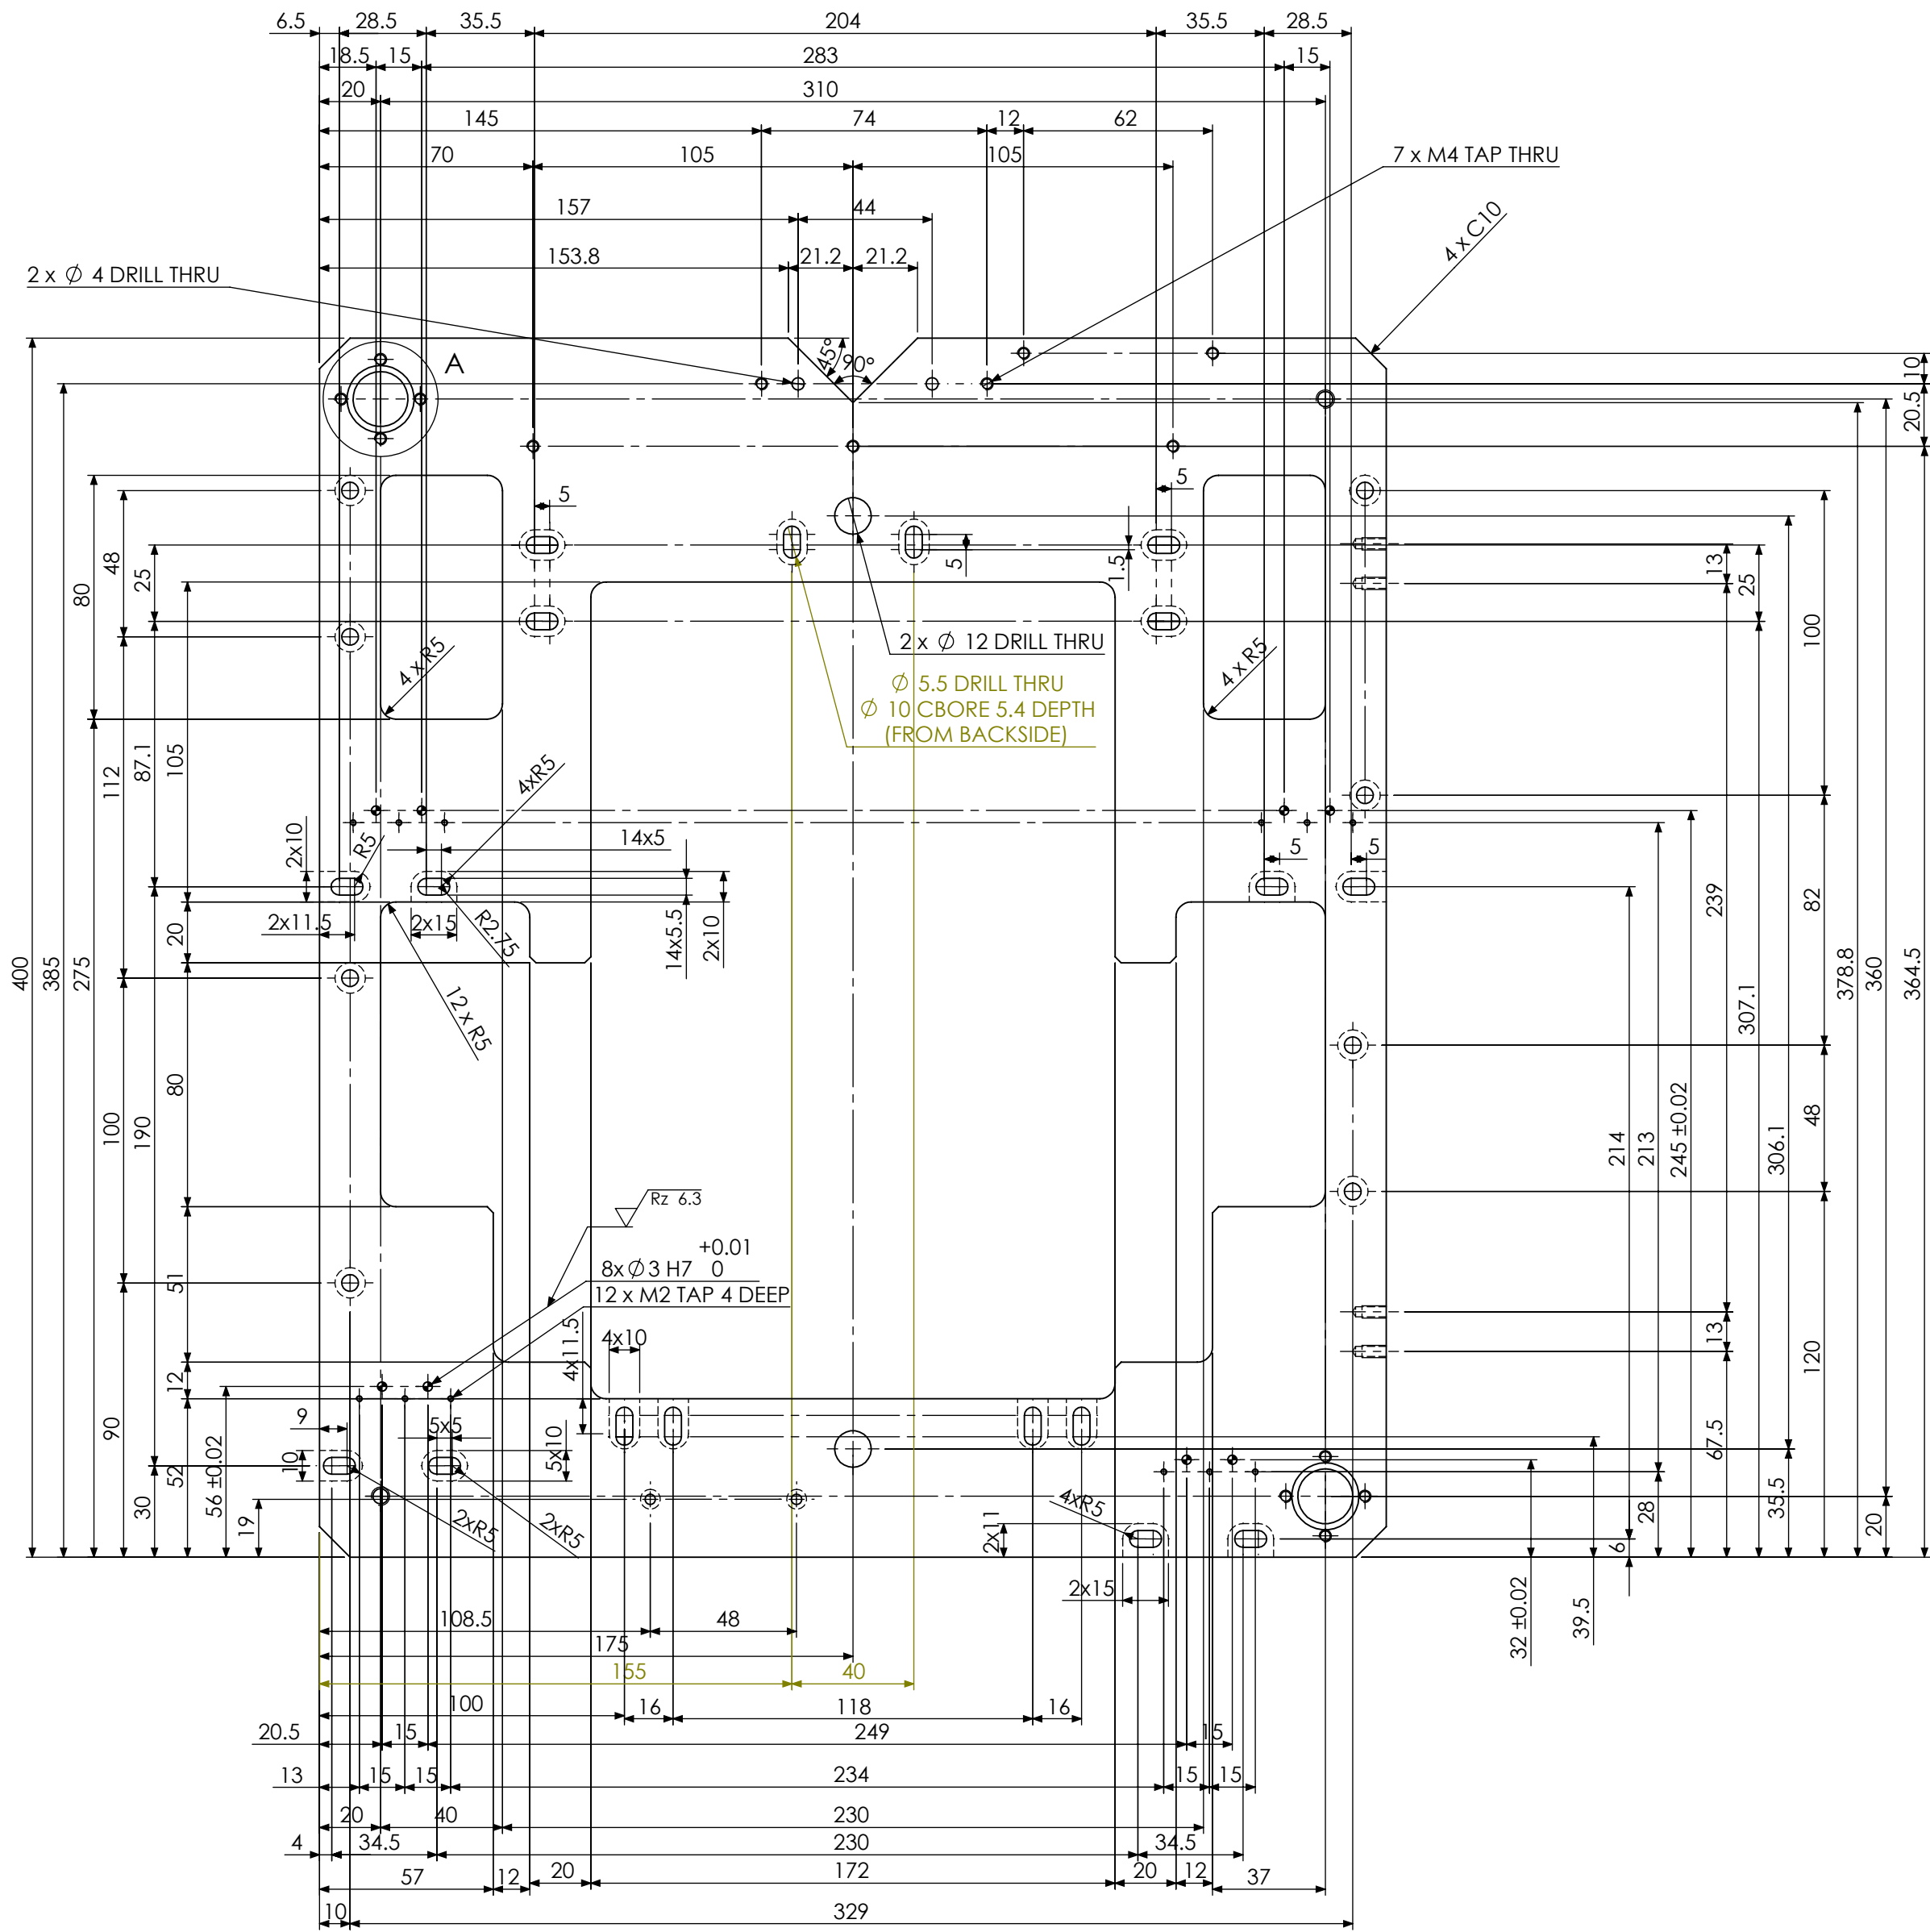 6.5 28.5 35.5 204 35.5 28.5
18.5 15 283 15
20 310
145 74 12 62
70 105 105
7 x M4 TAP THRU
157 44
4 x C10
153.8 21.2 21.2
2 x Ø 4 DRILL THRU
45°
90°
A
10
20.5
5 5
48
25
80
5
1.5
13
25
100
2 x Ø 12 DRILL THRU
4 x R5
4 x R5
Ø 5.5 DRILL THRU
Ø 10 CBORE 5.4 DEPTH
(FROM BACKSIDE)
112
87.1
105
4xR5
2x10
R5
14x5
5 5
2x11.5
2x15
R2.75
14x5.5
2x10
239
82
20
400
385
275
12 x R5
307.1
378.8
360
364.5
80
100
190
214
213
245 ±0.02
306.1
48
Rz 6.3
+0.01
8x Ø 3 H7 0
12 x M2 TAP 4 DEEP
51
4x10
4x11.5
13
120
12
90
9
5x5
5x10
10
67.5
30
52
56 ±0.02
19
2xR5
2xR5
4xR5
2x11
28
35.5
20
6
2x15
32 ±0.02
39.5
108.5 48
175
155 40
100 16 118 16
20.5 15 249 15
13 15 15 234 15 15
20 40 230
4 34.5 230 34.5
57 12 20 172 20 12 37
10 329